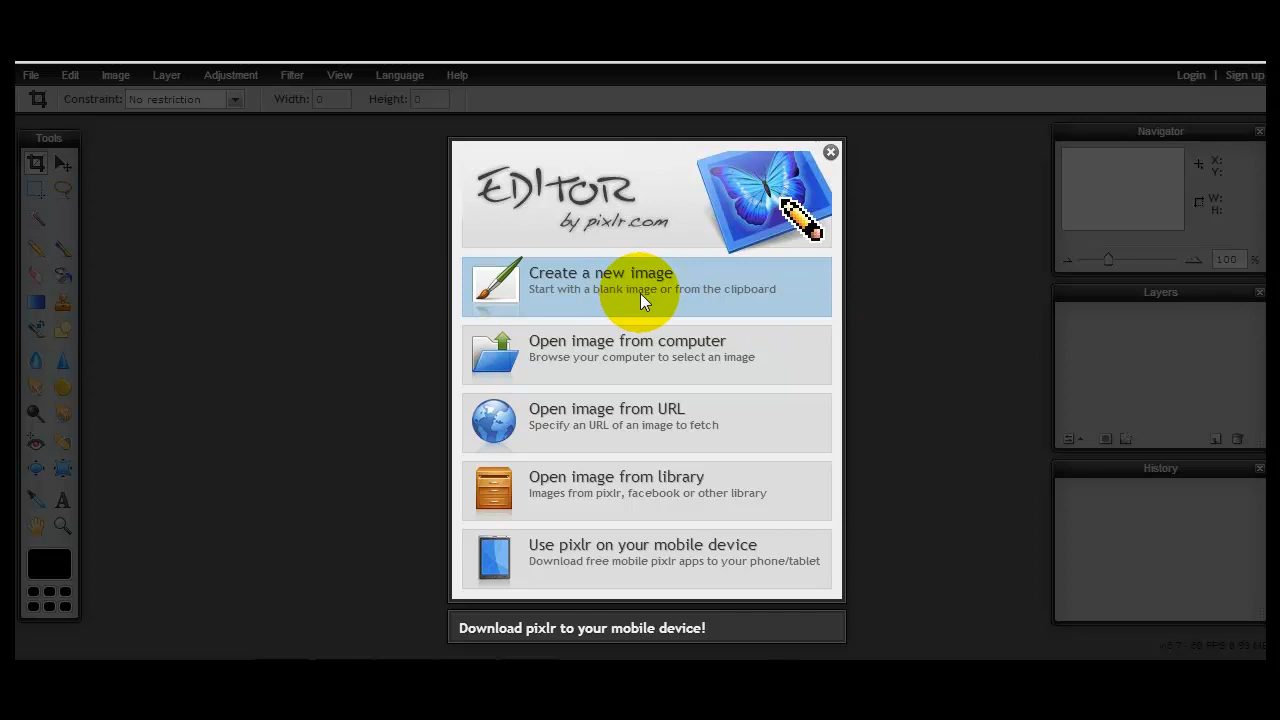 File Edit Image Layer Adjustment Filter View Language Help Login | Sign up
Constraint: No restriction Width: 0 Height: 0
Tools
Navigator
X:
Y:
W:
H:
100 %
Layers
History
EDITOR
by pixlr.com
Create a new image
Start with a blank image or from the clipboard
Open image from computer
Browse your computer to select an image
Open image from URL
Specify an URL of an image to fetch
Open image from library
Images from pixlr, facebook or other library
Use pixlr on your mobile device
Download free mobile pixlr apps to your phone/tablet
Download pixlr to your mobile device!